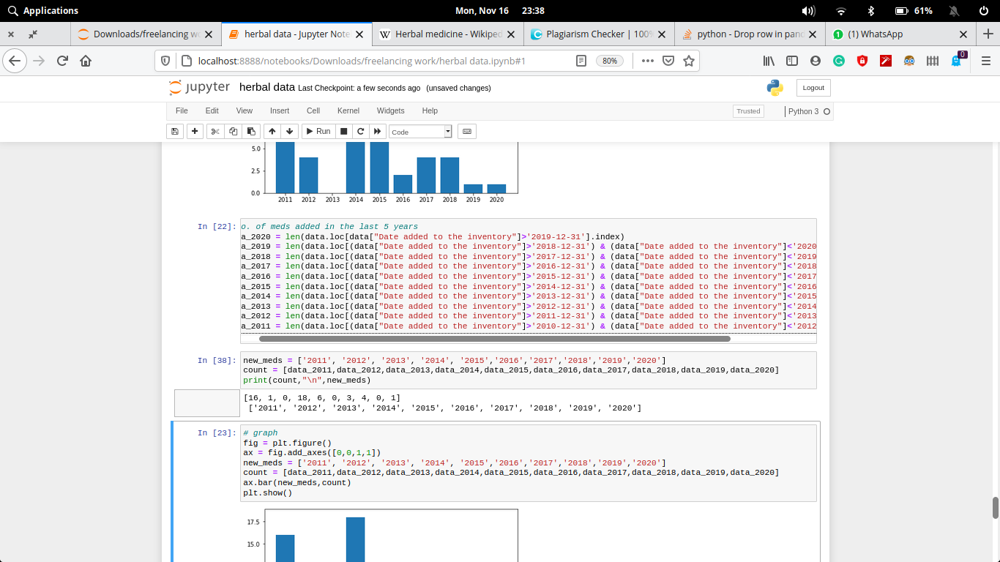 Applications
Mon, Nov 16 23:38
61%
Downloads/freelancing wo
herbal data - Jupyter Note
Herbal medicine - Wikiped
Plagiarism Checker | 100%
python - Drop row in pand
(1) WhatsApp
localhost:8888/notebooks/Downloads/freelancing work/herbal data.ipynb#1
80%
0
jupyter herbal data Last Checkpoint: a few seconds ago (unsaved changes)
Logout
File Edit View Insert Cell Kernel Widgets Help
Trusted
Python 3
Run
Code
5.0
2.5
0.0
2011 2012 2013 2014 2015 2016 2017 2018 2019 2020
In [22]:
o. of meds added in the last 5 years
a_2020 = len(data.loc[data["Date added to the inventory"]>'2019-12-31'].index)
a_2019 = len(data.loc[(data["Date added to the inventory"]>'2018-12-31') & (data["Date added to the inventory"]<'2020
a_2018 = len(data.loc[(data["Date added to the inventory"]>'2017-12-31') & (data["Date added to the inventory"]<'2019
a_2017 = len(data.loc[(data["Date added to the inventory"]>'2016-12-31') & (data["Date added to the inventory"]<'2018
a_2016 = len(data.loc[(data["Date added to the inventory"]>'2015-12-31') & (data["Date added to the inventory"]<'2017
a_2015 = len(data.loc[(data["Date added to the inventory"]>'2014-12-31') & (data["Date added to the inventory"]<'2016
a_2014 = len(data.loc[(data["Date added to the inventory"]>'2013-12-31') & (data["Date added to the inventory"]<'2015
a_2013 = len(data.loc[(data["Date added to the inventory"]>'2012-12-31') & (data["Date added to the inventory"]<'2014
a_2012 = len(data.loc[(data["Date added to the inventory"]>'2011-12-31') & (data["Date added to the inventory"]<'2013
a_2011 = len(data.loc[(data["Date added to the inventory"]>'2010-12-31') & (data["Date added to the inventory"]<'2012
In [38]:
new_meds = ['2011', '2012', '2013', '2014', '2015','2016','2017','2018','2019','2020']
count = [data_2011,data_2012,data_2013,data_2014,data_2015,data_2016,data_2017,data_2018,data_2019,data_2020]
print(count,"\n",new_meds)
[16, 1, 0, 18, 6, 0, 3, 4, 0, 1]
['2011', '2012', '2013', '2014', '2015', '2016', '2017', '2018', '2019', '2020']
In [23]:
# graph
fig = plt.figure()
ax = fig.add_axes([0,0,1,1])
new_meds = ['2011', '2012', '2013', '2014', '2015','2016','2017','2018','2019','2020']
count = [data_2011,data_2012,data_2013,data_2014,data_2015,data_2016,data_2017,data_2018,data_2019,data_2020]
ax.bar(new_meds,count)
plt.show()
17.5
15.0